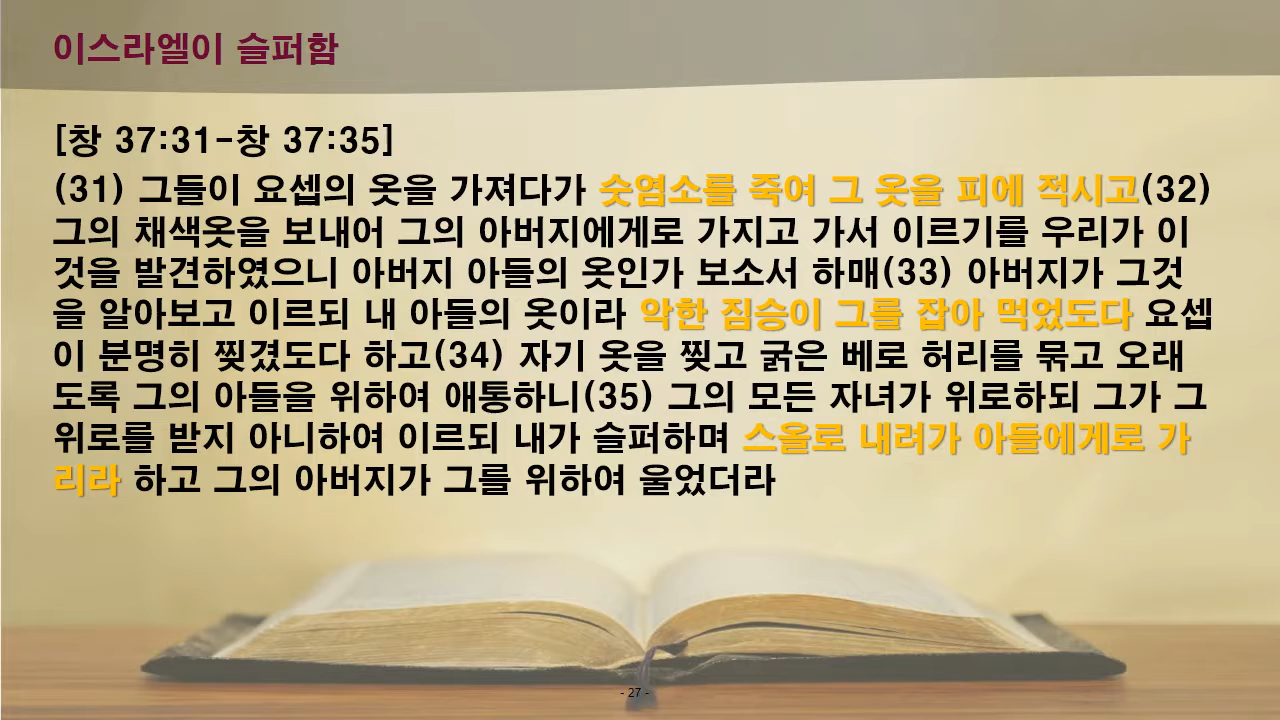 이스라엘이 슬퍼함
[창 37:31-창 37:35]
(31) 그들이 요셉의 옷을 가져다가 숫염소를 죽여 그 옷을 피에 적시고(32)
그의 채색옷을 보내어 그의 아버지에게로 가지고 가서 이르기를 우리가 이
것을 발견하였으니 아버지 아들의 옷인가 보소서 하매(33) 아버지가 그것
을 알아보고 이르되 내 아들의 옷이라 악한 짐승이 그를 잡아 먹었도다 요셉
이 분명히 찢겼도다 하고(34) 자기 옷을 찢고 굵은 베로 허리를 묶고 오래
도록 그의 아들을 위하여 애통하니(35) 그의 모든 자녀가 위로하되 그가 그
위로를 받지 아니하여 이르되 내가 슬퍼하며 스올로 내려가 아들에게로 가
리라 하고 그의 아버지가 그를 위하여 울었더라
- 27 -